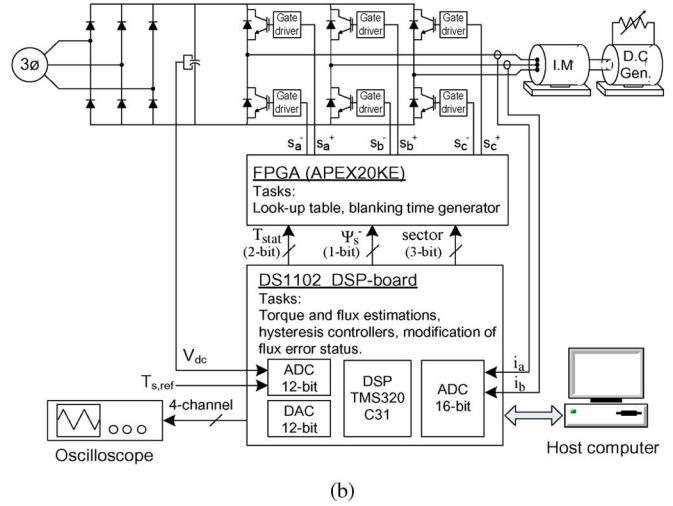 Gate
driver
Gate
driver
Gate
driver
3ø
I.M
D.C
Gen.
Gate
driver
Gate
driver
Gate
driver
Sa- Sa+ Sb- Sb+ Sc- Sc+
FPGA (APEX20KE)
Tasks:
Look-up table, blanking time generator
Tstat Ψs- sector
(2-bit) (1-bit) (3-bit)
DS1102 DSP-board
Tasks:
Torque and flux estimations,
hysteresis controllers, modification of
flux error status.
Vdc
Ts,ref
ADC
12-bit
DAC
12-bit
DSP
TMS320
C31
ADC
16-bit
ia
ib
4-channel
Oscilloscope
Host computer
(b)